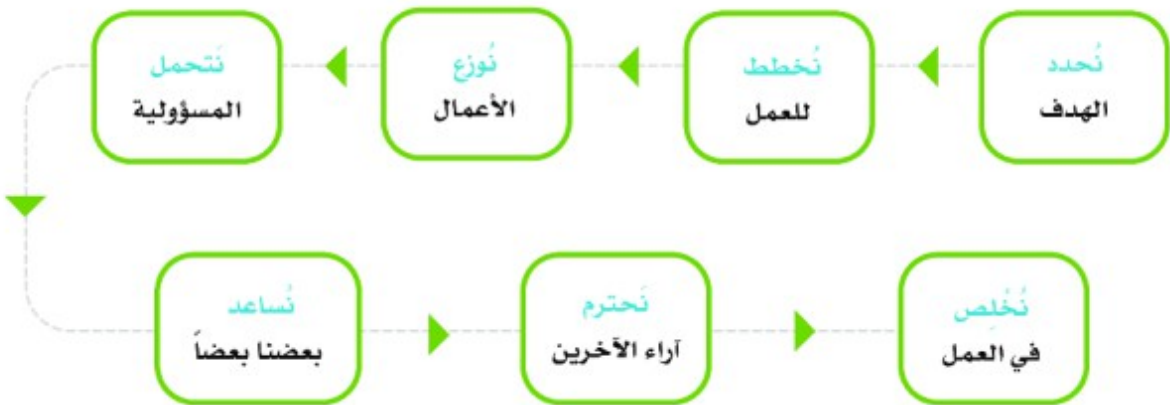 نُحدد
الهدف
نُخطط
للعمل
نُوزع
الأعمال
نَتحمل
المسؤولية
نُساعد
بعضنا بعضاً
نَحترم
آراء الآخرين
نُخْلِص
في العمل